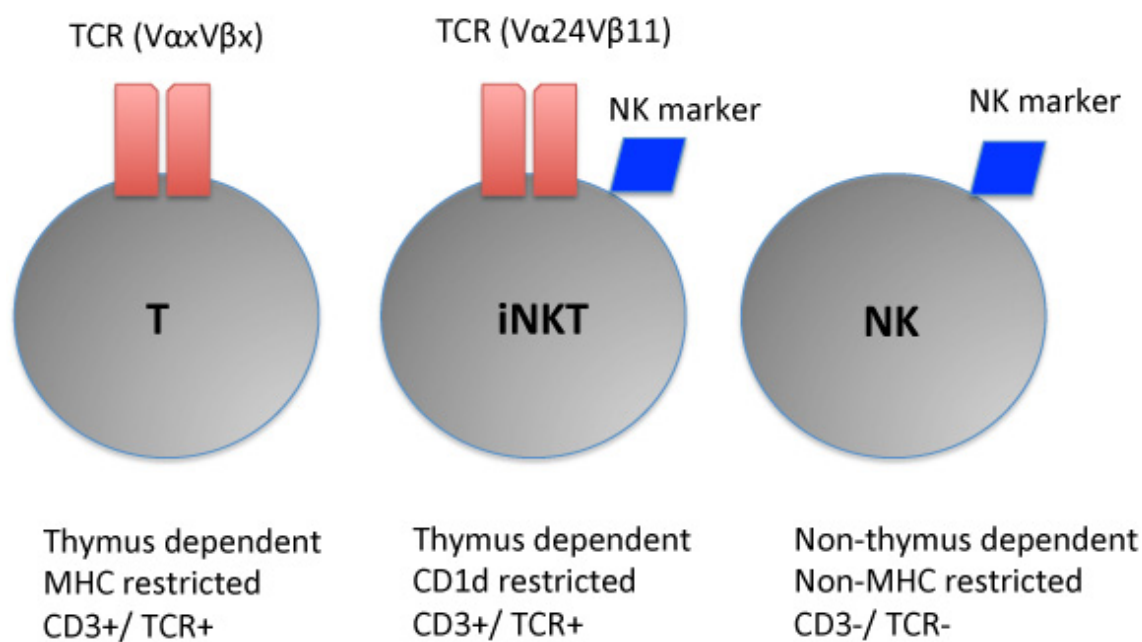 TCR (VαxVβx)
TCR (Vα24Vβ11)
NK marker
NK marker
T
iNKT
NK
Thymus dependent
MHC restricted
CD3+/ TCR+
Thymus dependent
CD1d restricted
CD3+/ TCR+
Non-thymus dependent
Non-MHC restricted
CD3-/ TCR-